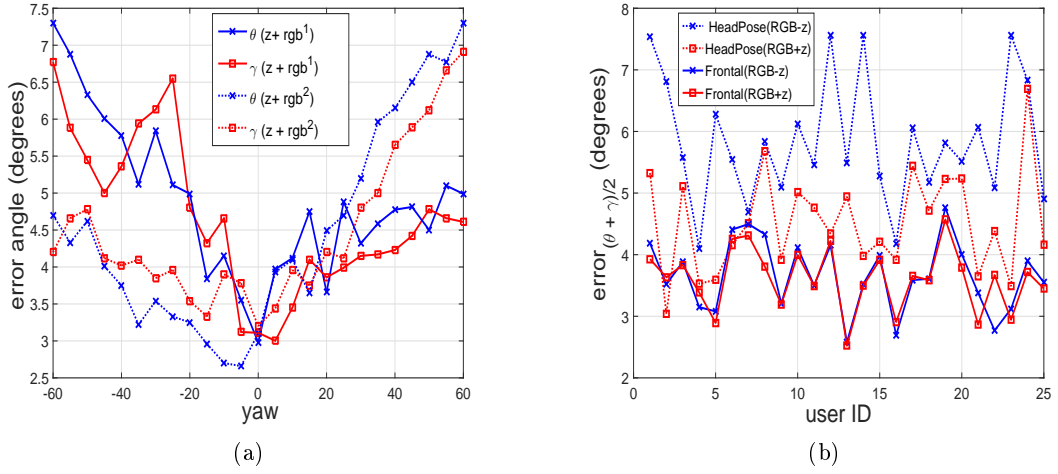 7.5
7
6.5
6
5.5
5
4.5
4
3.5
3
2.5
-60
-40
-20
0
20
40
60
error angle (degrees)
yaw
θ (z+ rgb¹)
γ (z+ rgb¹)
θ (z+ rgb²)
γ (z + rgb²)
(a)
8
7
6
5
4
3
2
0
5
10
15
20
25
error (θ + γ)/2 (degrees)
user ID
HeadPose(RGB-z)
HeadPose(RGB+z)
Frontal(RGB-z)
Frontal(RGB+z)
(b)